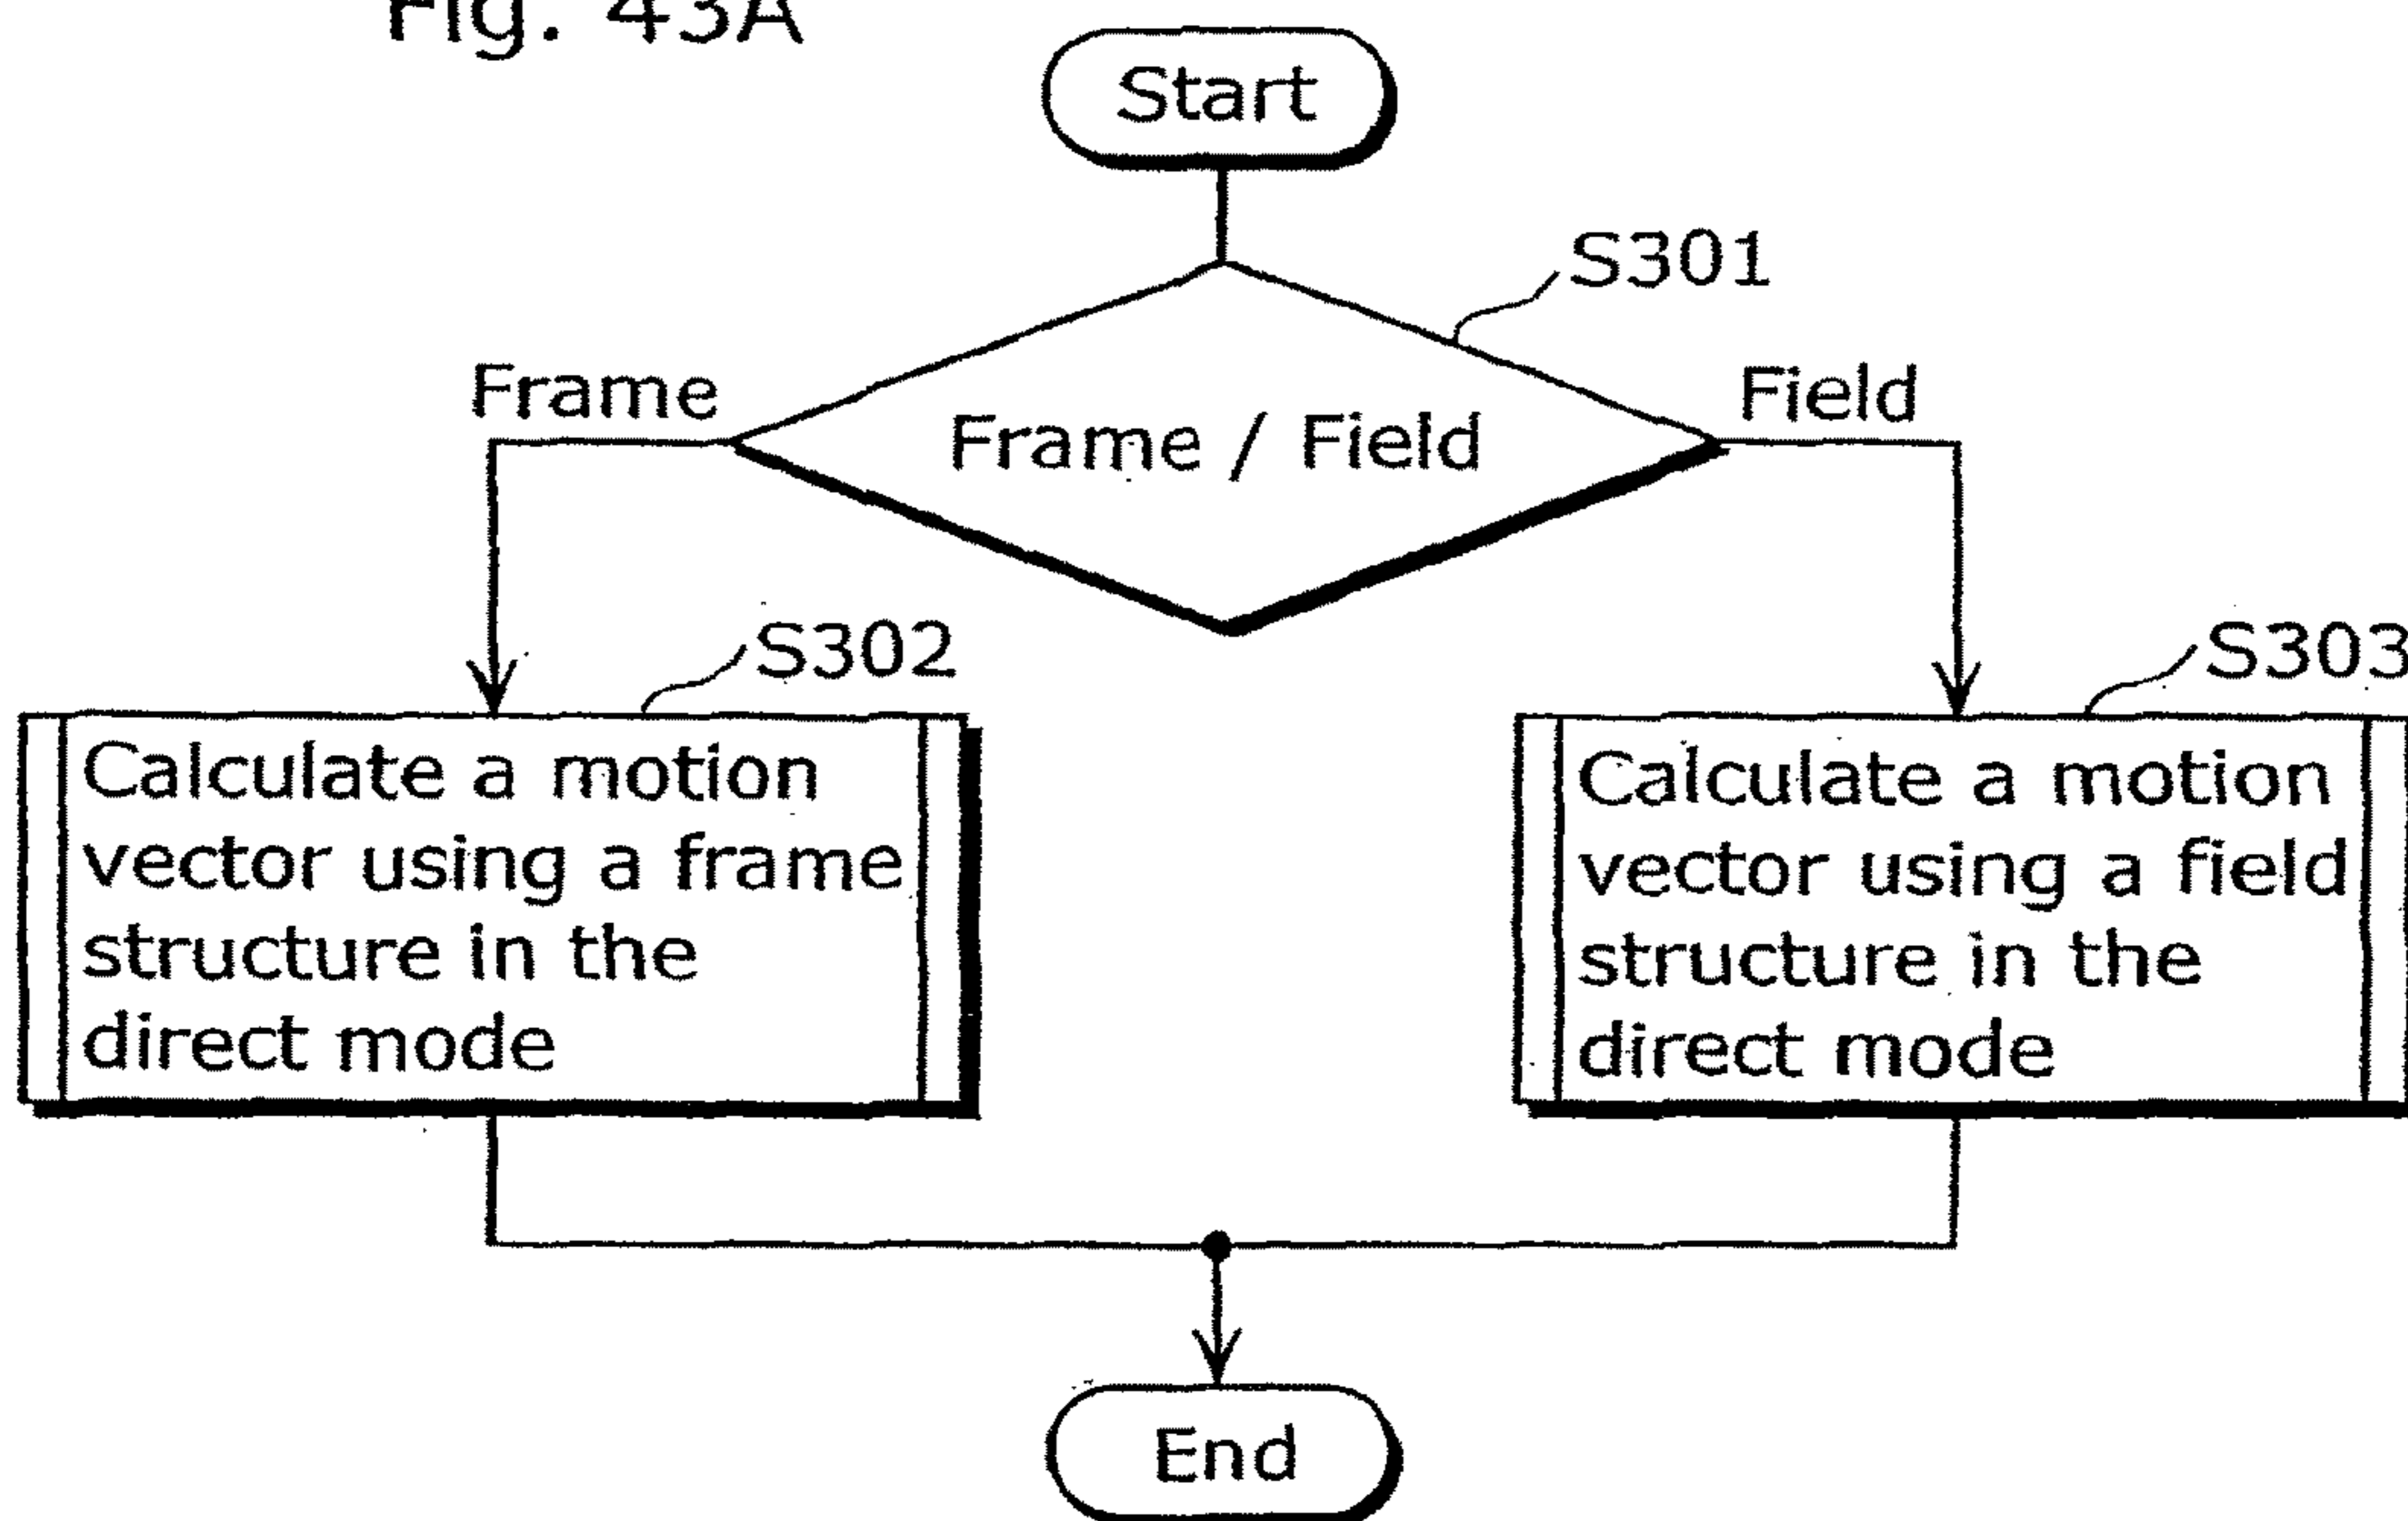 Fig. 43A
Start
S301
Frame
Frame / Field
Field
S302
S303
Calculate a motion
vector using a frame
structure in the
direct mode
Calculate a motion
vector using a field
structure in the
direct mode
End